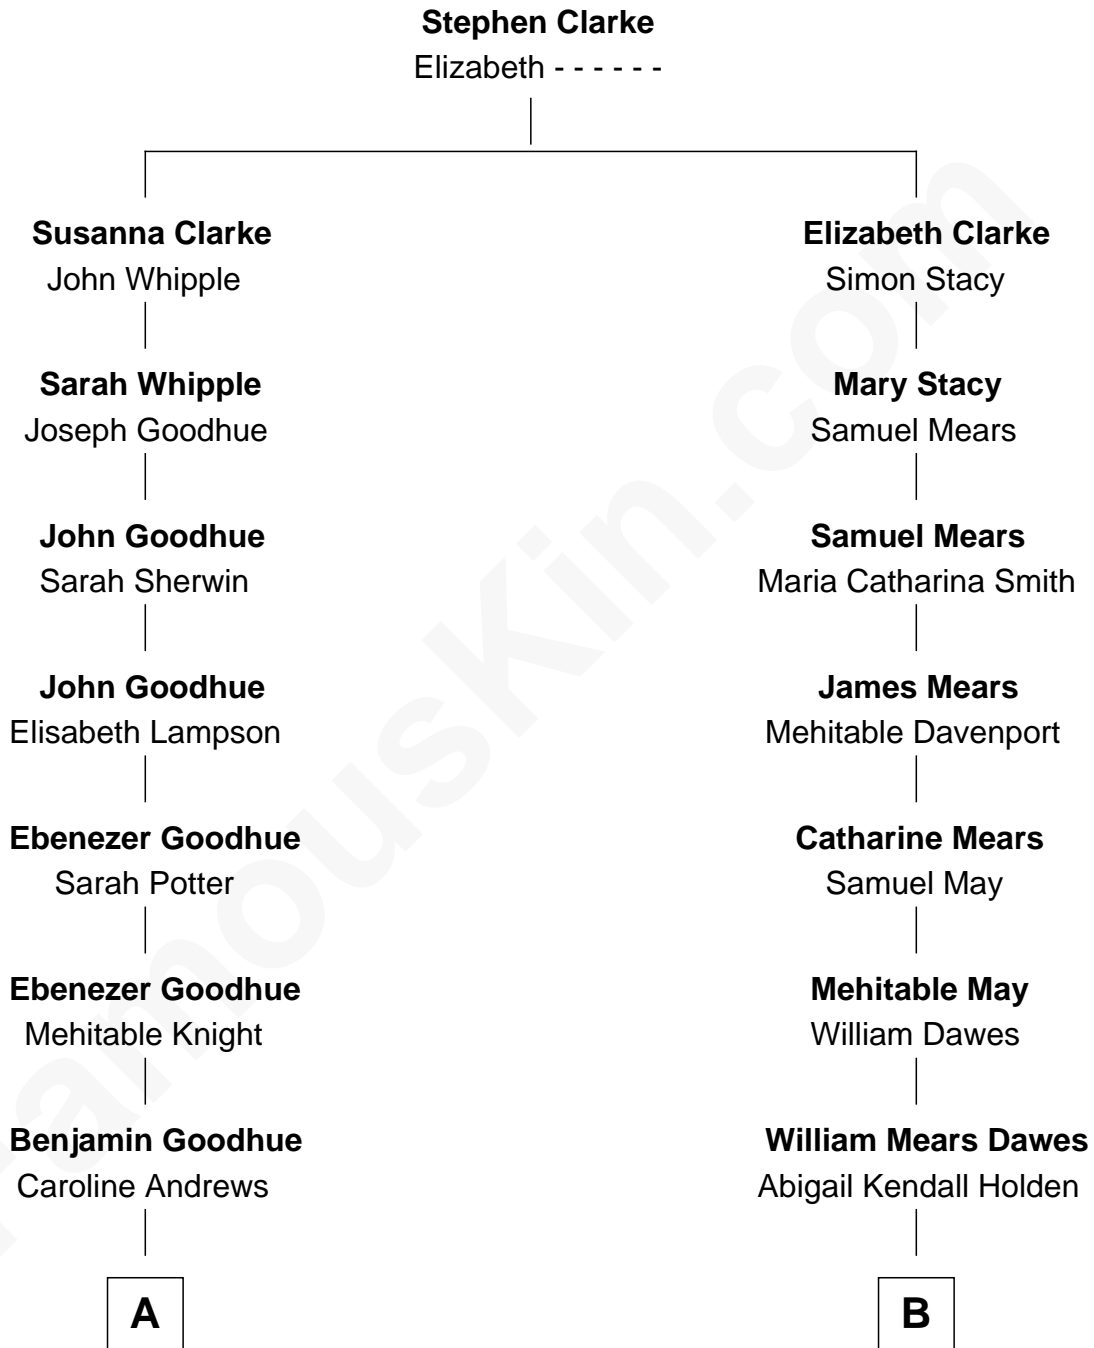 Stephen Clarke
Elizabeth - - - - - -
Susanna Clarke
John Whipple
Elizabeth Clarke
Simon Stacy
Sarah Whipple
Joseph Goodhue
Mary Stacy
Samuel Mears
John Goodhue
Sarah Sherwin
Samuel Mears
Maria Catharina Smith
John Goodhue
Elisabeth Lampson
James Mears
Mehitable Davenport
Ebenezer Goodhue
Sarah Potter
Catharine Mears
Samuel May
Ebenezer Goodhue
Mehitable Knight
Mehitable May
William Dawes
Benjamin Goodhue
Caroline Andrews
William Mears Dawes
Abigail Kendall Holden
A
B
FamousKin.com